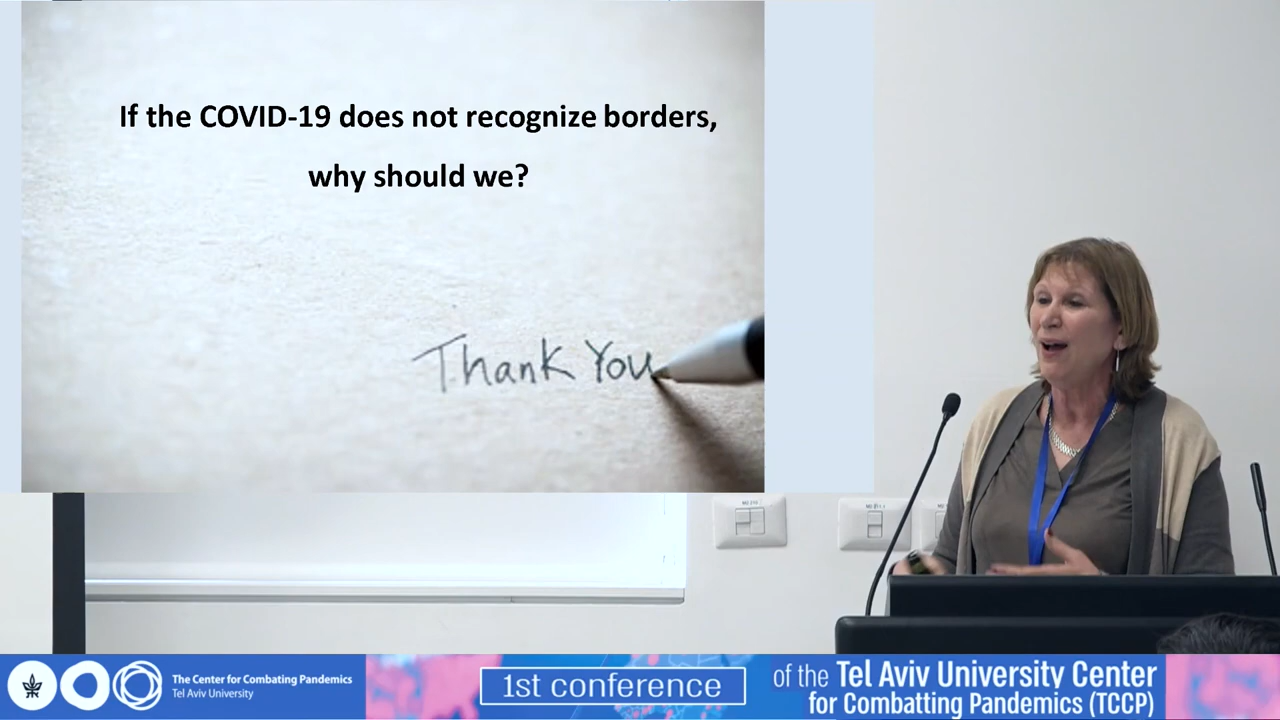 If the COVID-19 does not recognize borders,
why should we?
Thank You
The Center for Combating Pandemics
Tel Aviv University
1st conference
of the Tel Aviv University Center
for Combatting Pandemics (TCCP)